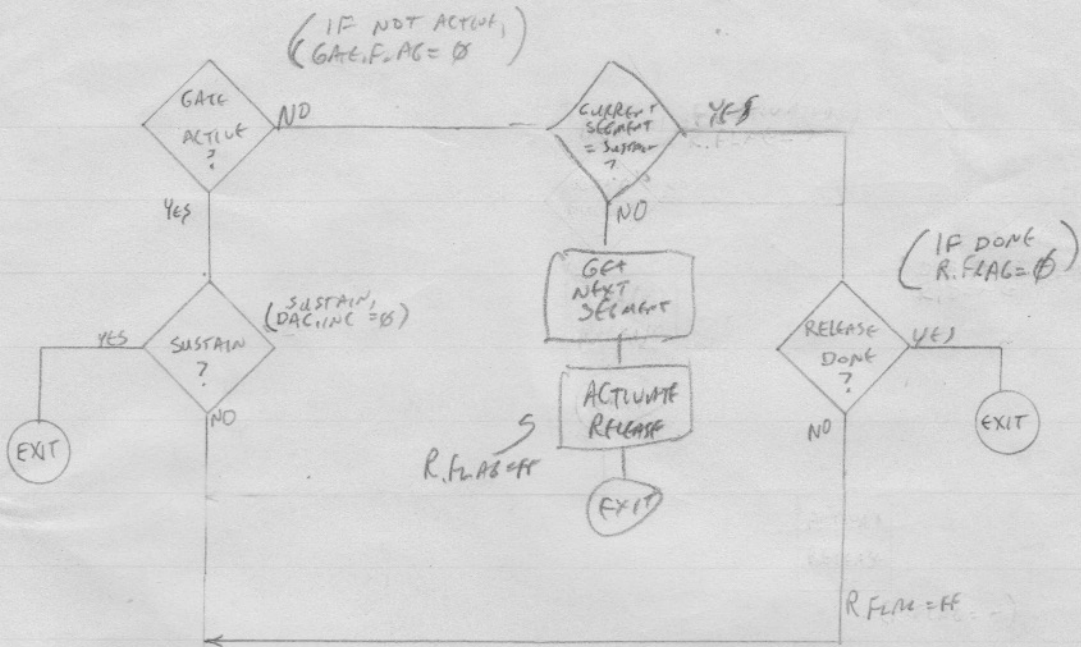 (IF NOT ACTIVE,
GATE.FLAG=Ø)
GATE
ACTIVE
?
NO
YES
CURRENT
SEGMENT
= SUSTAIN
?
YES
NO
(SUSTAIN,
DAC.INC =Ø)
YES
SUSTAIN
?
NO
EXIT
GET
NEXT
SEGMENT
ACTIVATE
RELEASE
R.FLAG=FF
EXIT
(IF DONE
R.FLAG=Ø)
RELEASE
DONE
?
YES
NO
EXIT
R FLAG =FF